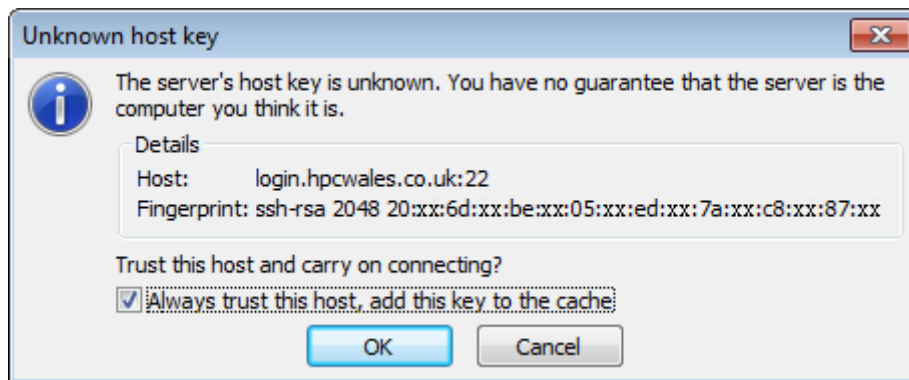 Unknown host key
The server's host key is unknown. You have no guarantee that the server is the
computer you think it is.
Details
Host: login.hpcwales.co.uk:22
Fingerprint: ssh-rsa 2048 20:xx:6d:xx:be:xx:05:xx:ed:xx:7a:xx:c8:xx:87:xx
Trust this host and carry on connecting?
Always trust this host, add this key to the cache
OK Cancel